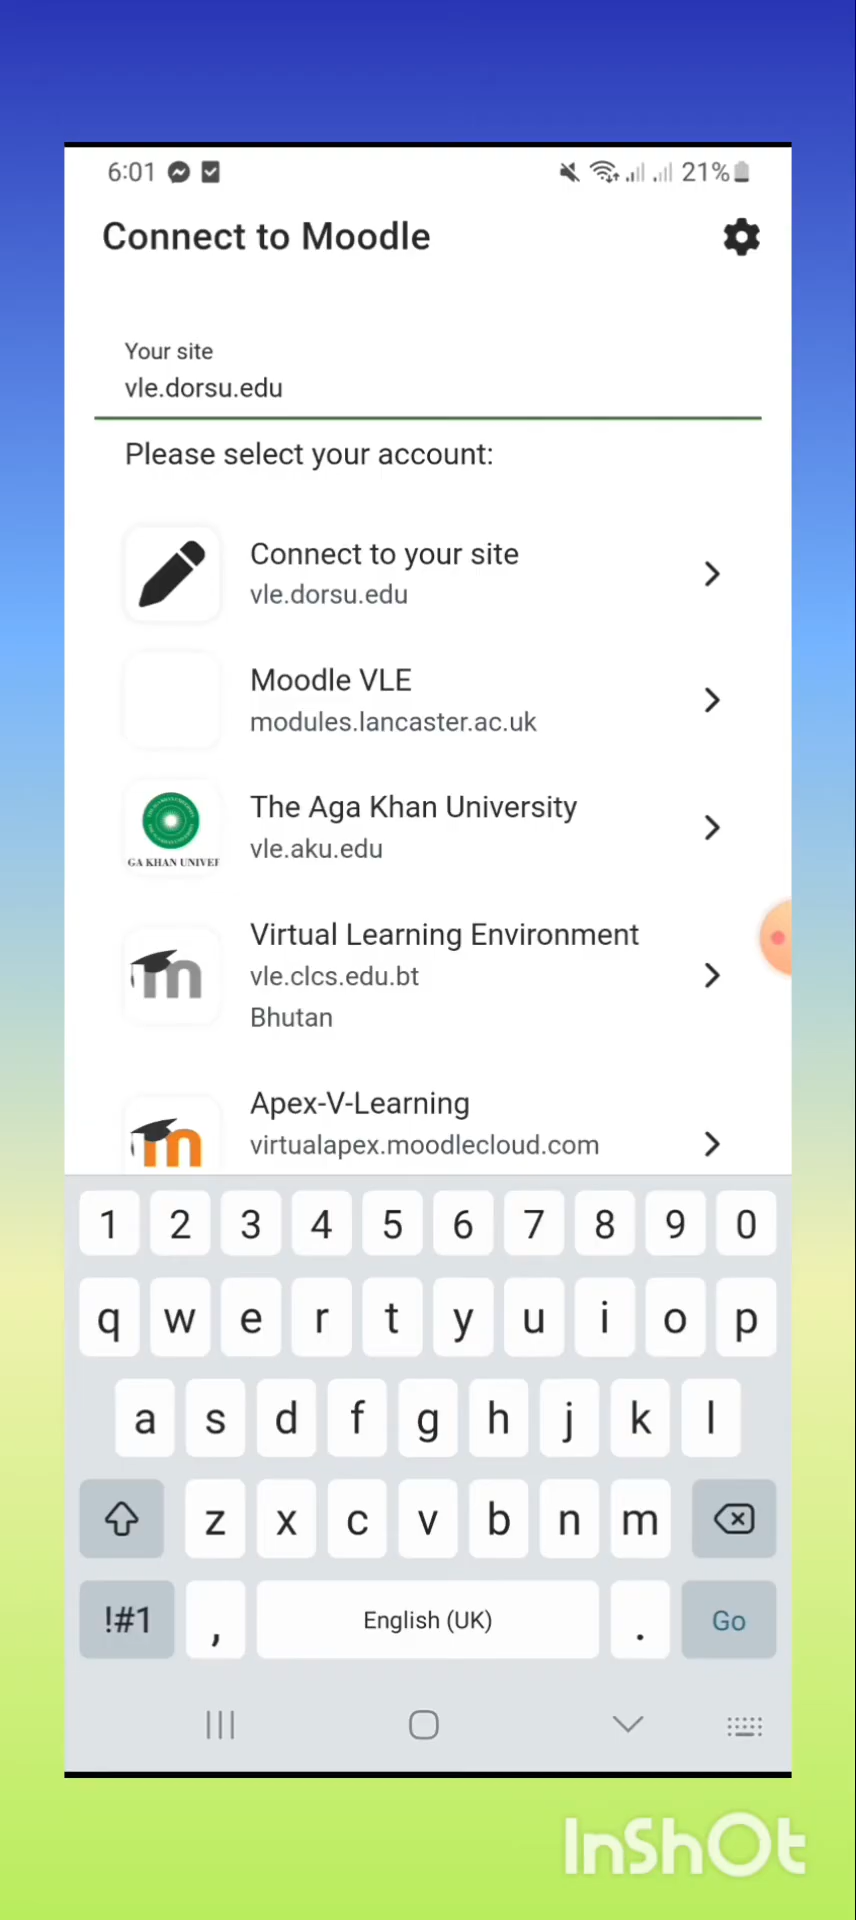 6:01 21%
Connect to Moodle
Your site
vle.dorsu.edu
Please select your account:
Connect to your site
vle.dorsu.edu
Moodle VLE
modules.lancaster.ac.uk
The Aga Khan University
vle.aku.edu
GA KHAN UNIVER
Virtual Learning Environment
vle.clcs.edu.bt
Bhutan
Apex-V-Learning
virtualapex.moodlecloud.com
1 2 3 4 5 6 7 8 9 0
q w e r t y u i o p
a s d f g h j k l
z x c v b n m
!#1 , English (UK) . Go
InShOt